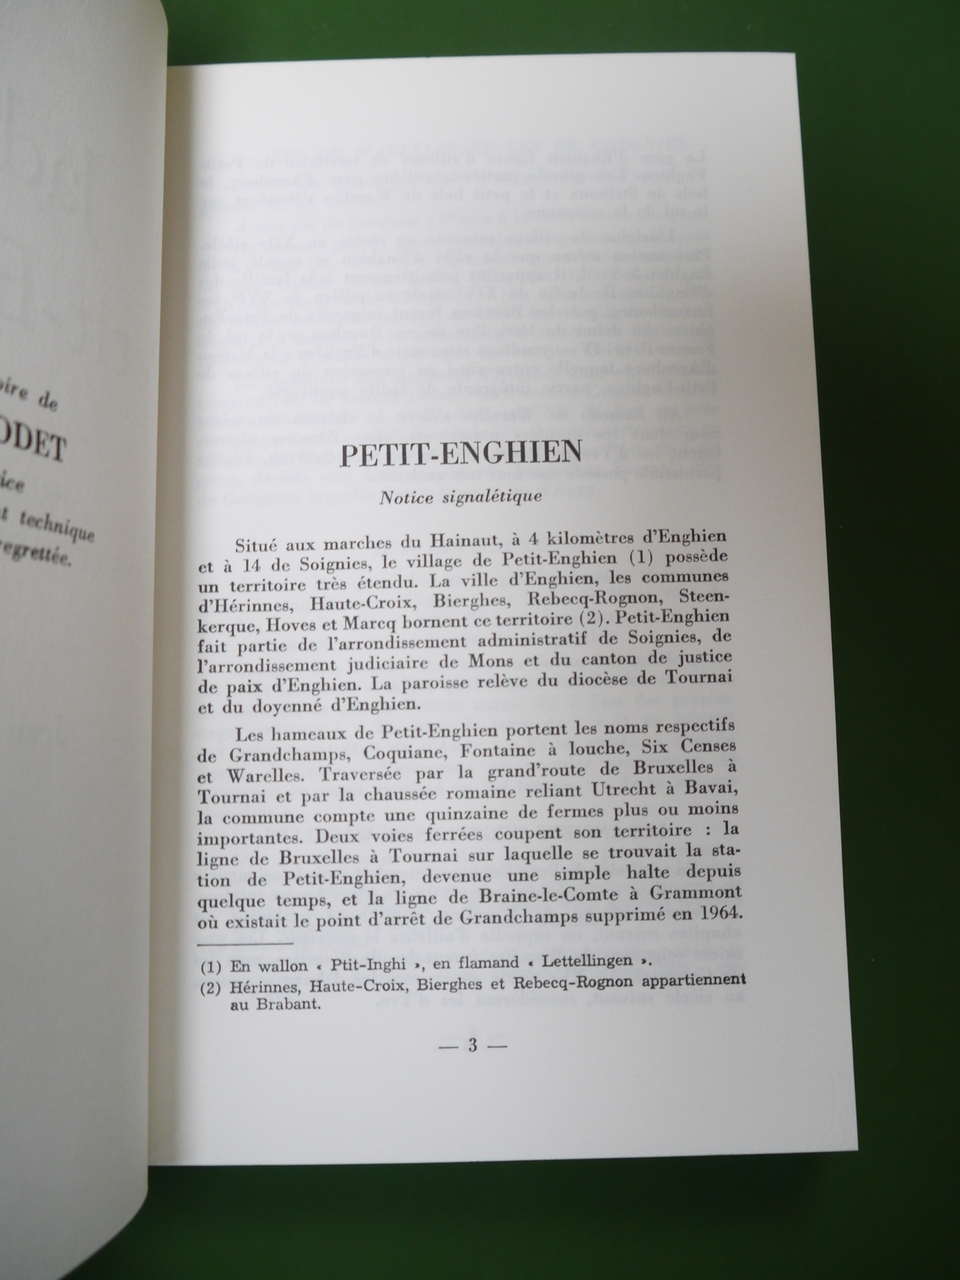 oire de
ODET
ice
t technique
regrettée.
PETIT-ENGHIEN
Notice signalétique
Situé aux marches du Hainaut, à 4 kilomètres d'Enghien
et à 14 de Soignies, le village de Petit-Enghien (1) possède
un territoire très étendu. La ville d'Enghien, les communes
d'Hérinnes, Haute-Croix, Bierghes, Rebecq-Rognon, Steen-
kerque, Hoves et Marcq bornent ce territoire (2). Petit-Enghien
fait partie de l'arrondissement administratif de Soignies, de
l'arrondissement judiciaire de Mons et du canton de justice
de paix d'Enghien. La paroisse relève du diocèse de Tournai
et du doyenné d'Enghien.
Les hameaux de Petit-Enghien portent les noms respectifs
de Grandchamps, Coquiane, Fontaine à louche, Six Censes
et Warelles. Traversée par la grand'route de Bruxelles à
Tournai et par la chaussée romaine reliant Utrecht à Bavai,
la commune compte une quinzaine de fermes plus ou moins
importantes. Deux voies ferrées coupent son territoire : la
ligne de Bruxelles à Tournai sur laquelle se trouvait la sta-
tion de Petit-Enghien, devenue une simple halte depuis
quelque temps, et la ligne de Braine-le-Comte à Grammont
où existait le point d'arrêt de Grandchamps supprimé en 1964.
(1) En wallon « Ptit-Inghi », en flamand « Lettellingen ».
(2) Hérinnes, Haute-Croix, Bierghes et Rebecq-Rognon appartiennent
au Brabant.
— 3 —